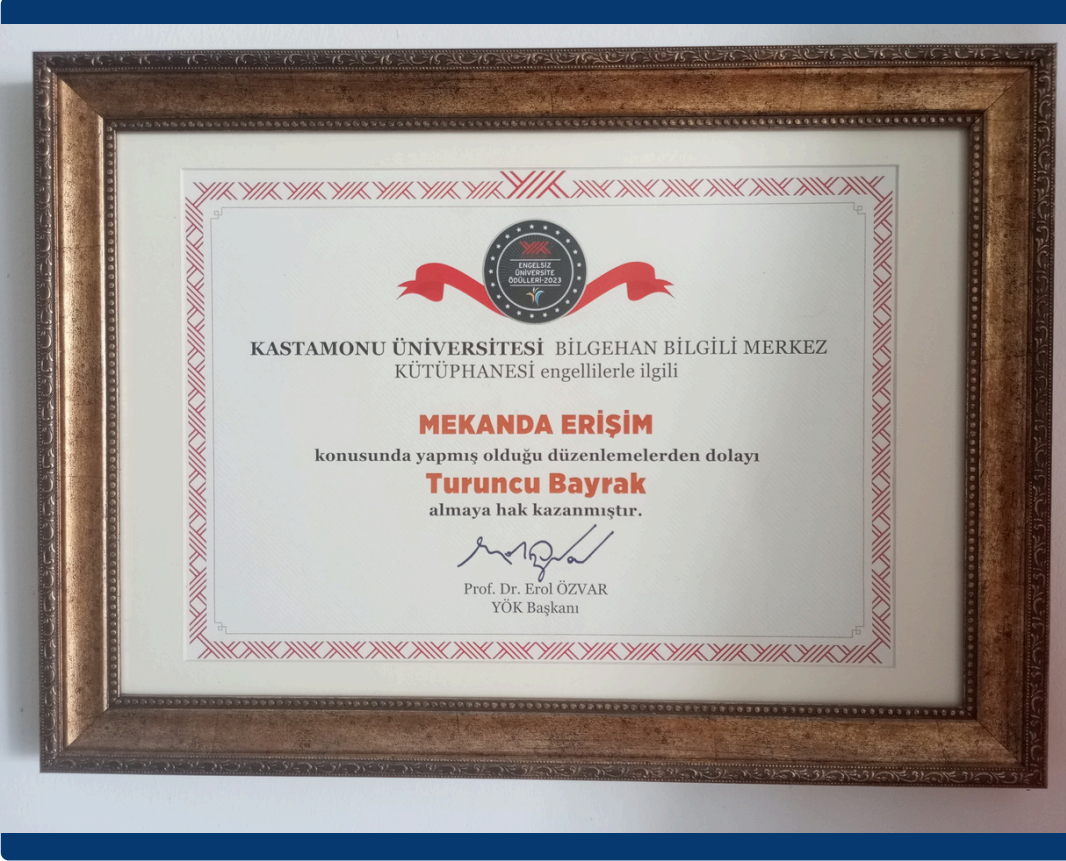 ENGELSİZ
ÜNİVERSİTE
ÖDÜLLERİ-2023
KASTAMONU ÜNİVERSİTESİ BİLGEHAN BİLGİLİ MERKEZ
KÜTÜPHANESİ engellilerle ilgili
MEKANDA ERİŞİM
konusunda yapmış olduğu düzenlemelerden dolayı
Turuncu Bayrak
almaya hak kazanmıştır.
Prof. Dr. Erol ÖZVAR
YÖK Başkanı